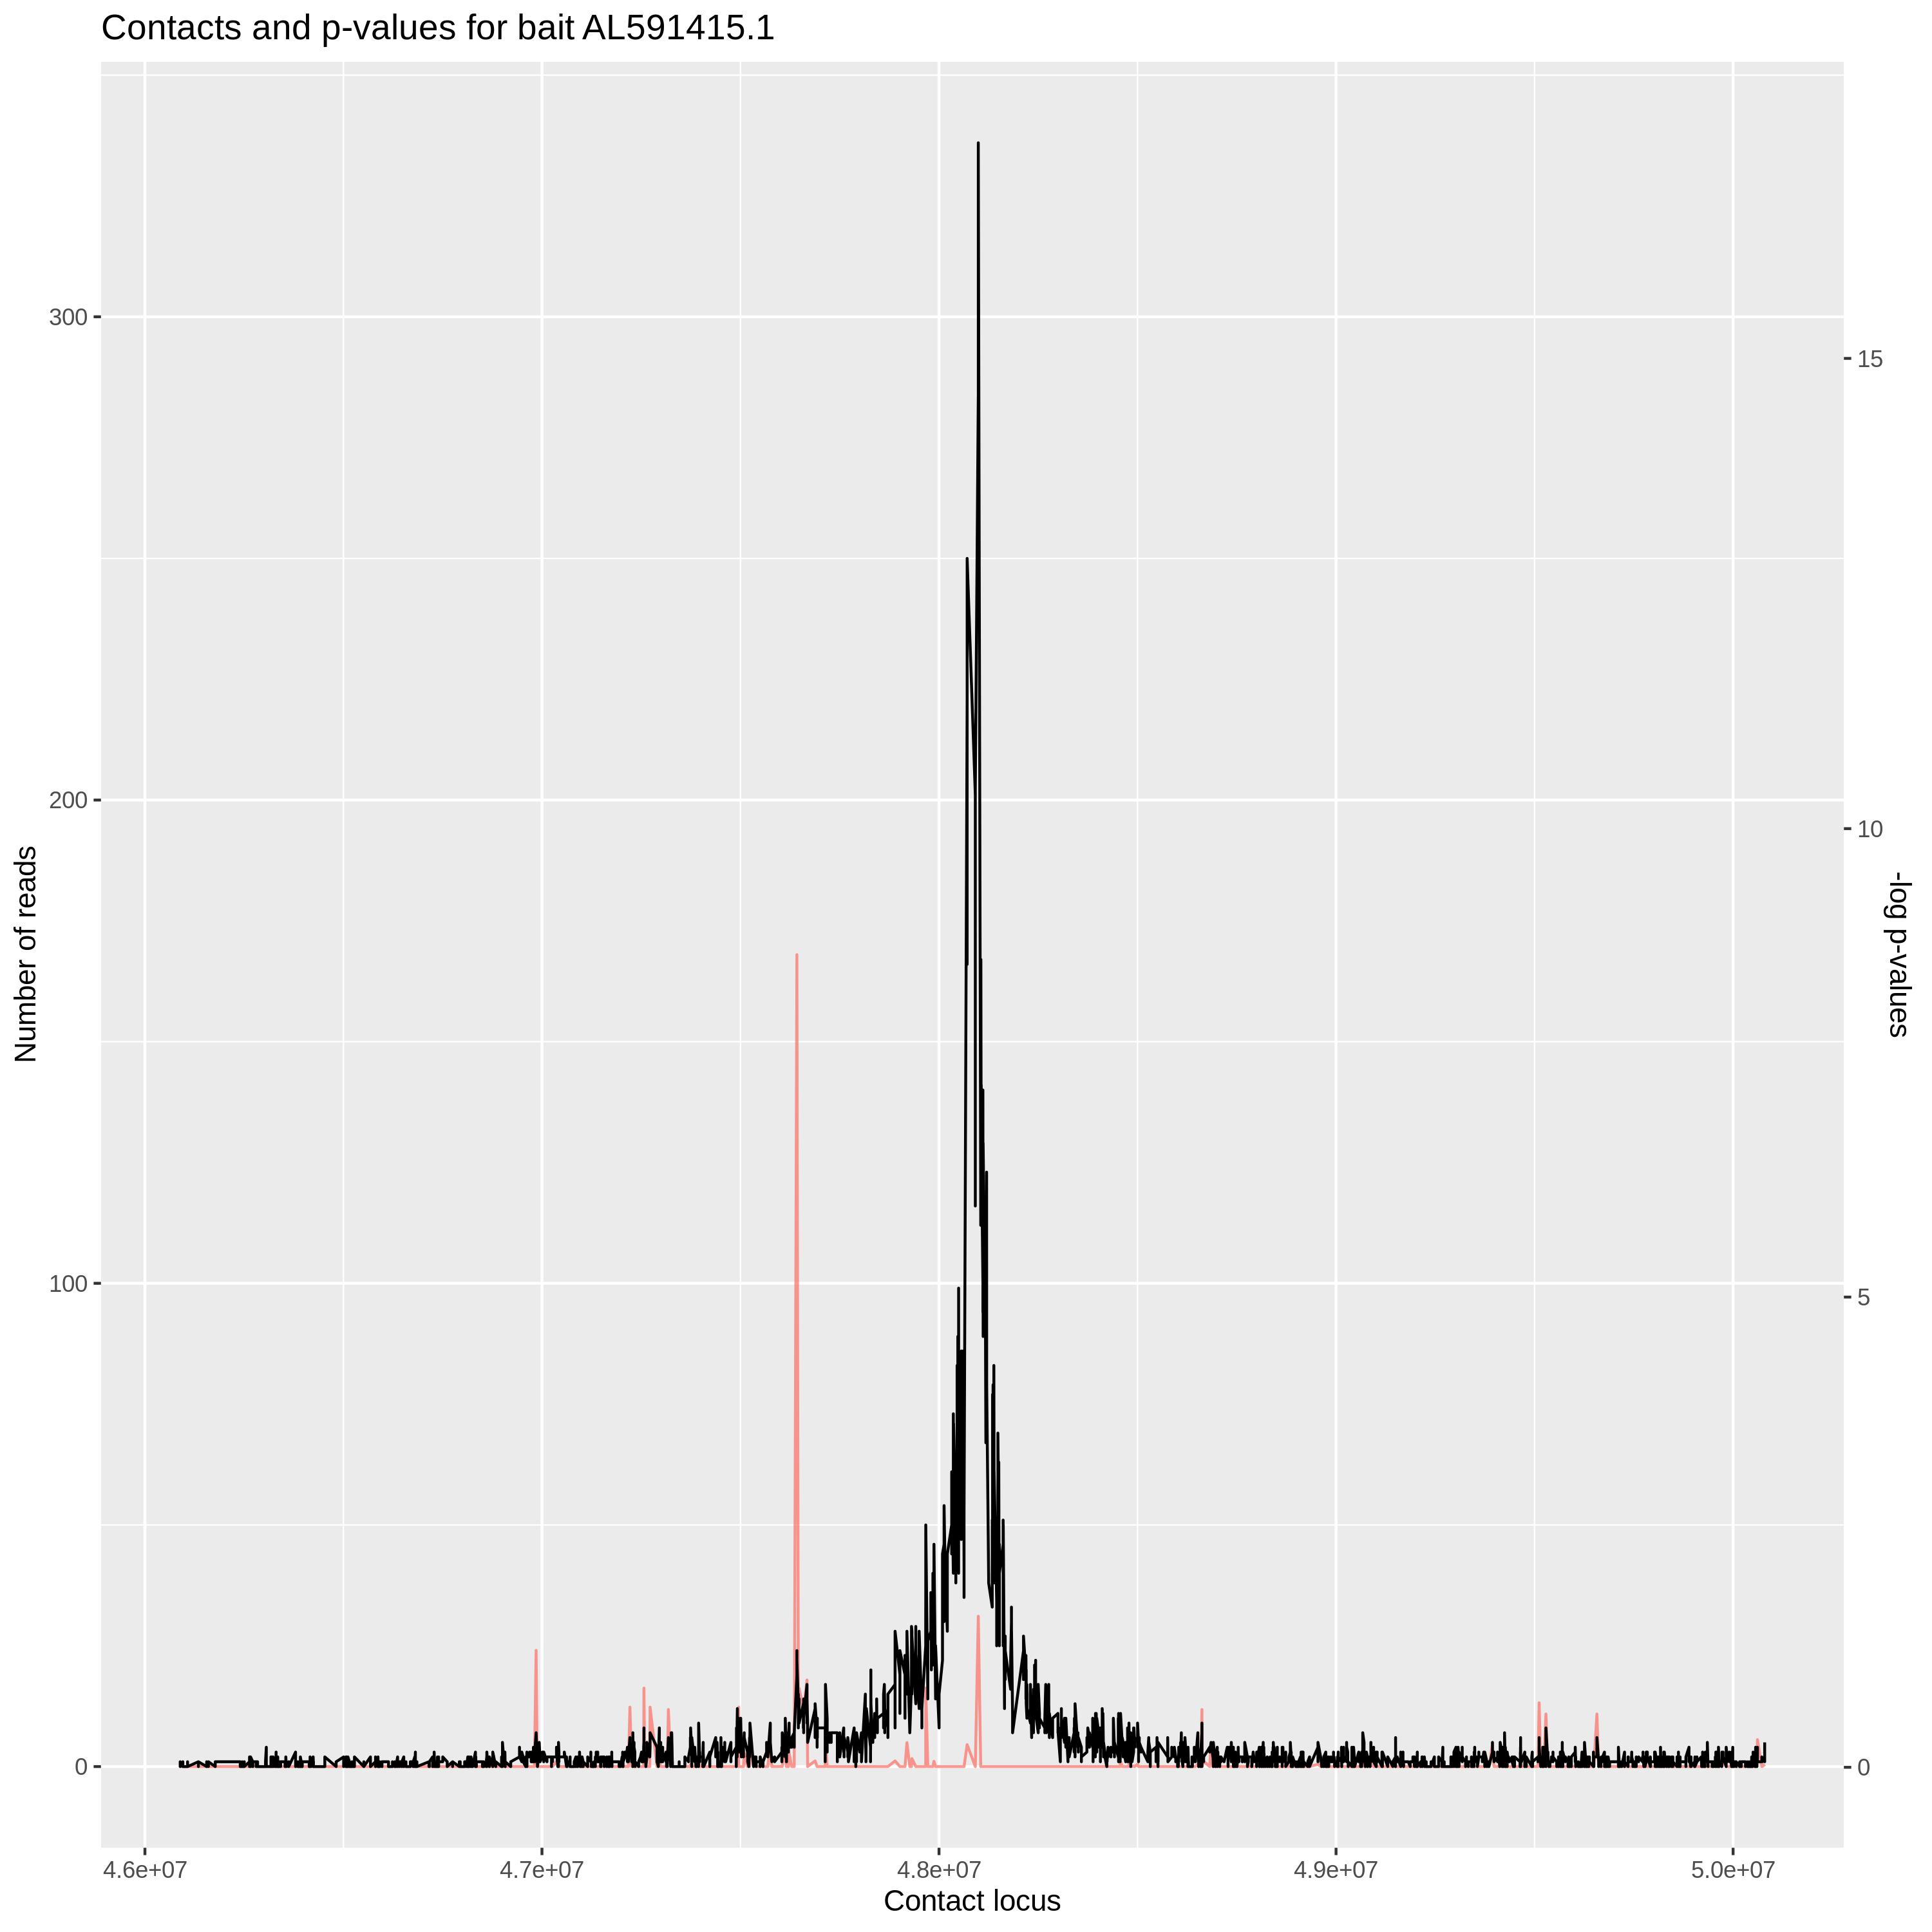 Contacts and p-values for bait AL591415.1
300
200
100
0
Number of reads
15
10
5
0
-log p-values
4.6e+07
4.7e+07
4.8e+07
4.9e+07
5.0e+07
Contact locus